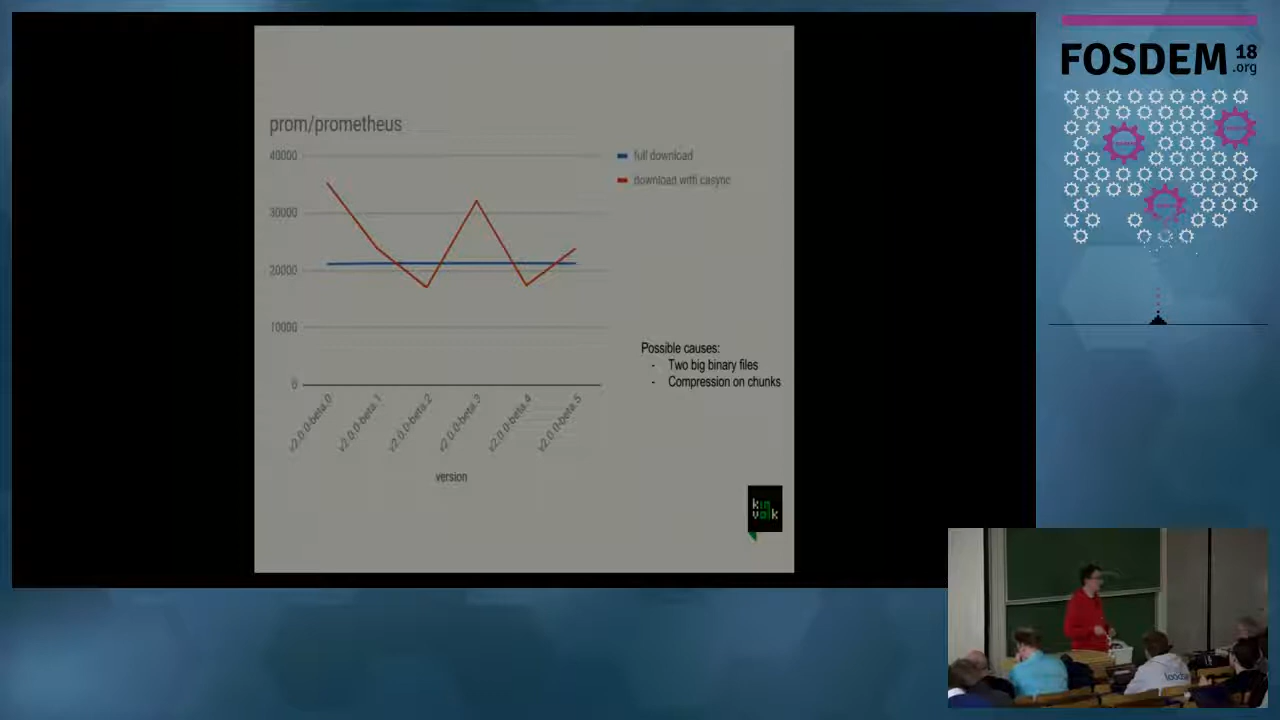 FOSDEM 18
.org
prom/prometheus
40000
30000
20000
10000
0
full download
download with casync
v2.0.0-beta.0
v2.0.0-beta.1
v2.0.0-beta.2
v2.0.0-beta.3
v2.0.0-beta.4
v2.0.0-beta.5
version
Possible causes:
- Two big binary files
- Compression on chunks
kin
volk